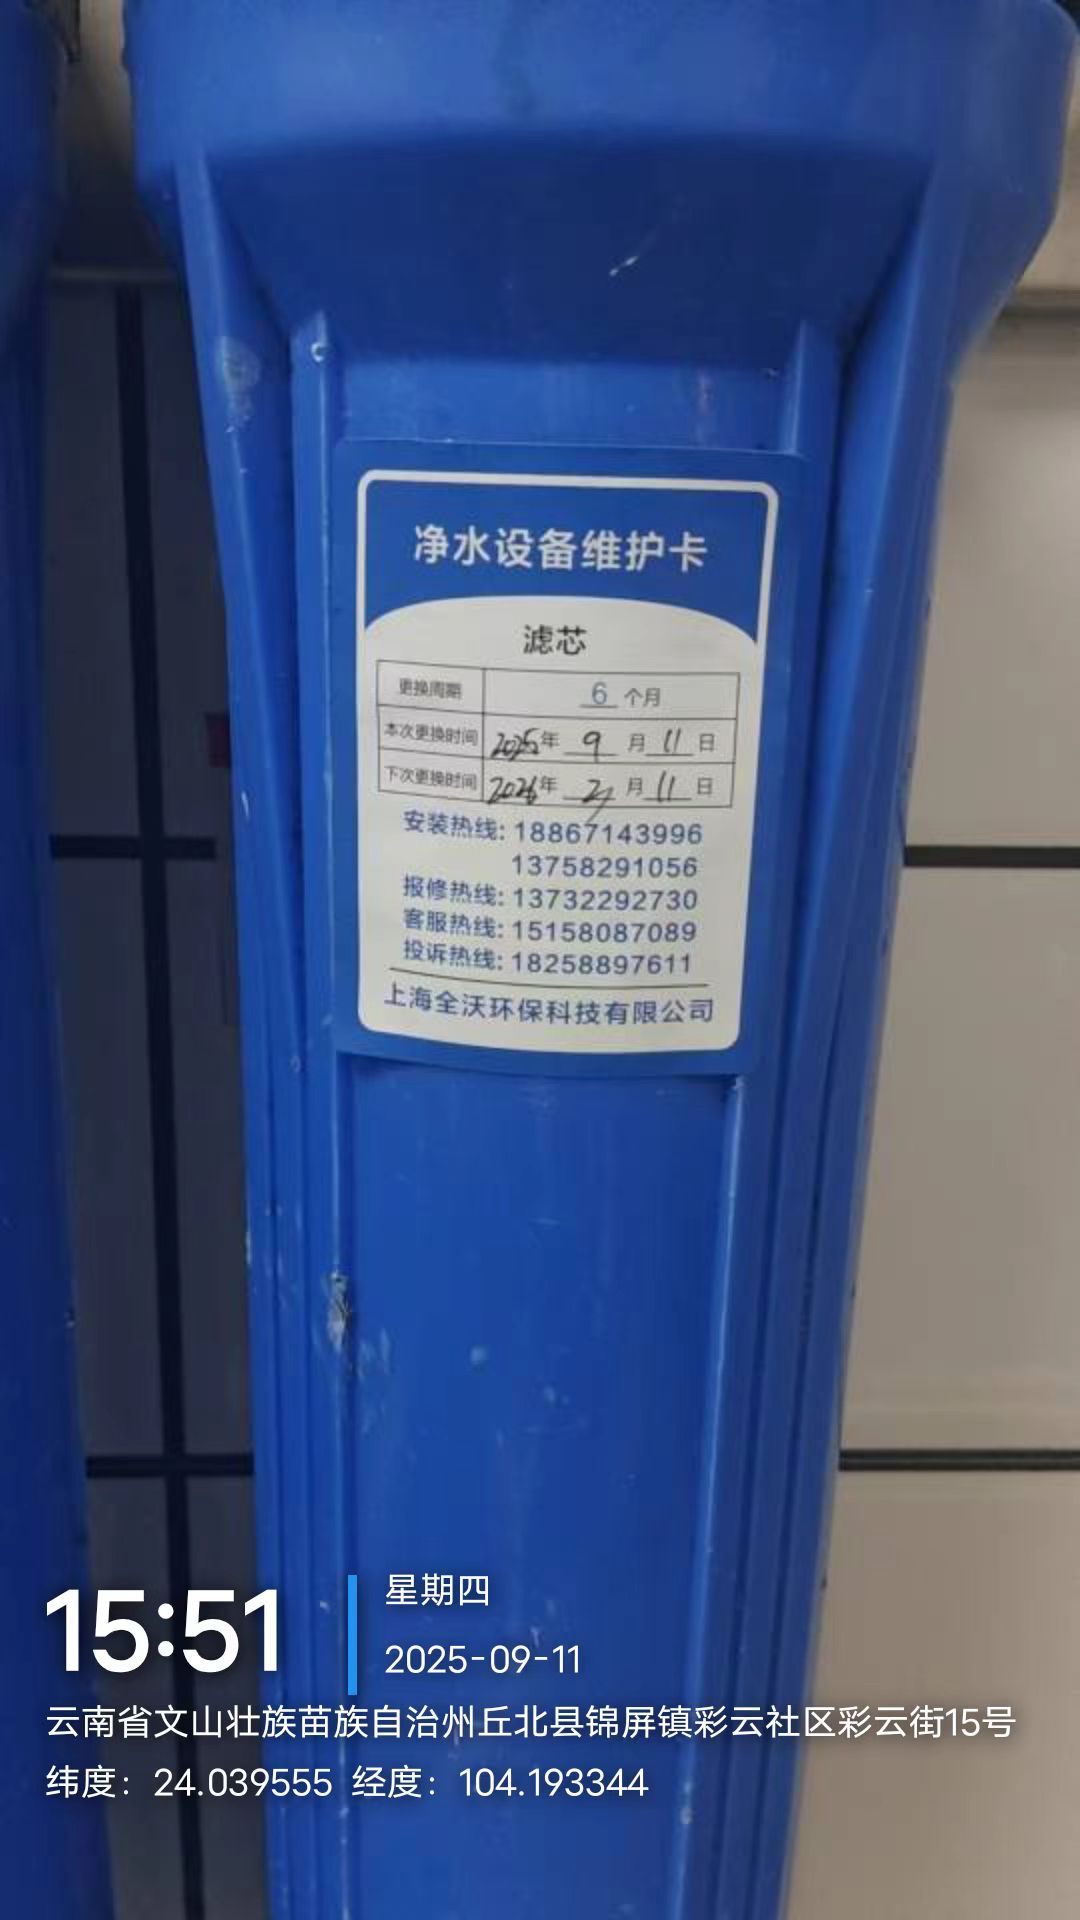 净水设备维护卡
滤芯
更换周期 6 个月
本次更换时间 2025年 9 月 11 日
下次更换时间 2026年 月 11 日
安装热线: 18867143996
13758291056
报修热线: 13732292730
客服热线: 15158087089
投诉热线: 18258897611
上海全沃环保科技有限公司
15:51
星期四
2025-09-11
云南省文山壮族苗族自治州丘北县锦屏镇彩云社区彩云街15号
纬度: 24.039555 经度: 104.193344